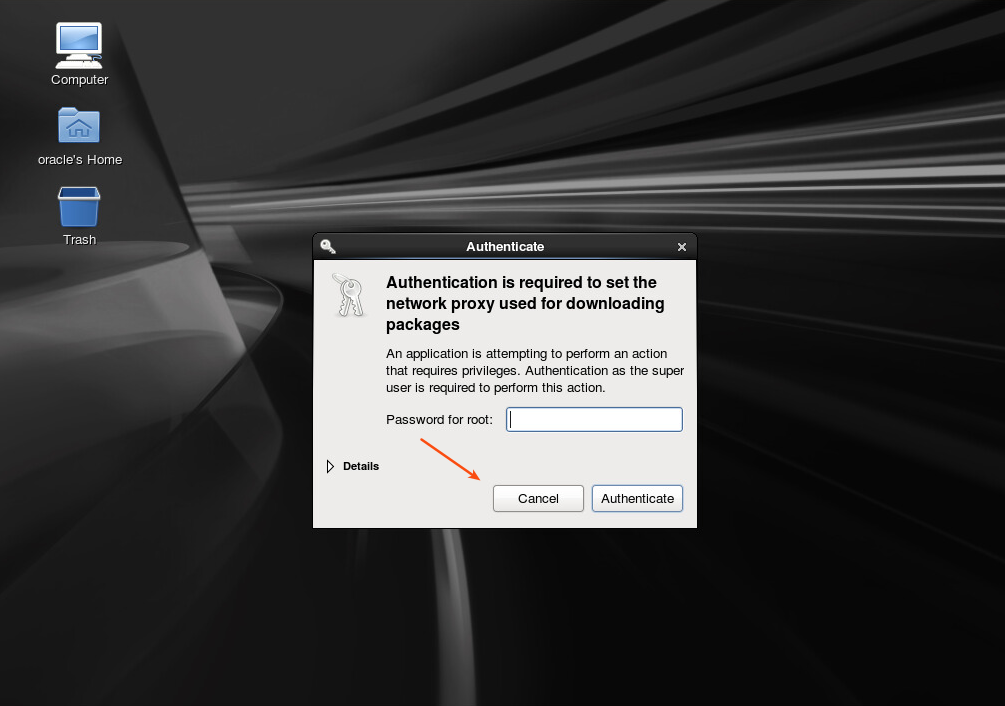 Computer
oracle's Home
Trash
Authenticate
Authentication is required to set the
network proxy used for downloading
packages
An application is attempting to perform an action
that requires privileges. Authentication as the super
user is required to perform this action.
Password for root:
Details
Cancel
Authenticate